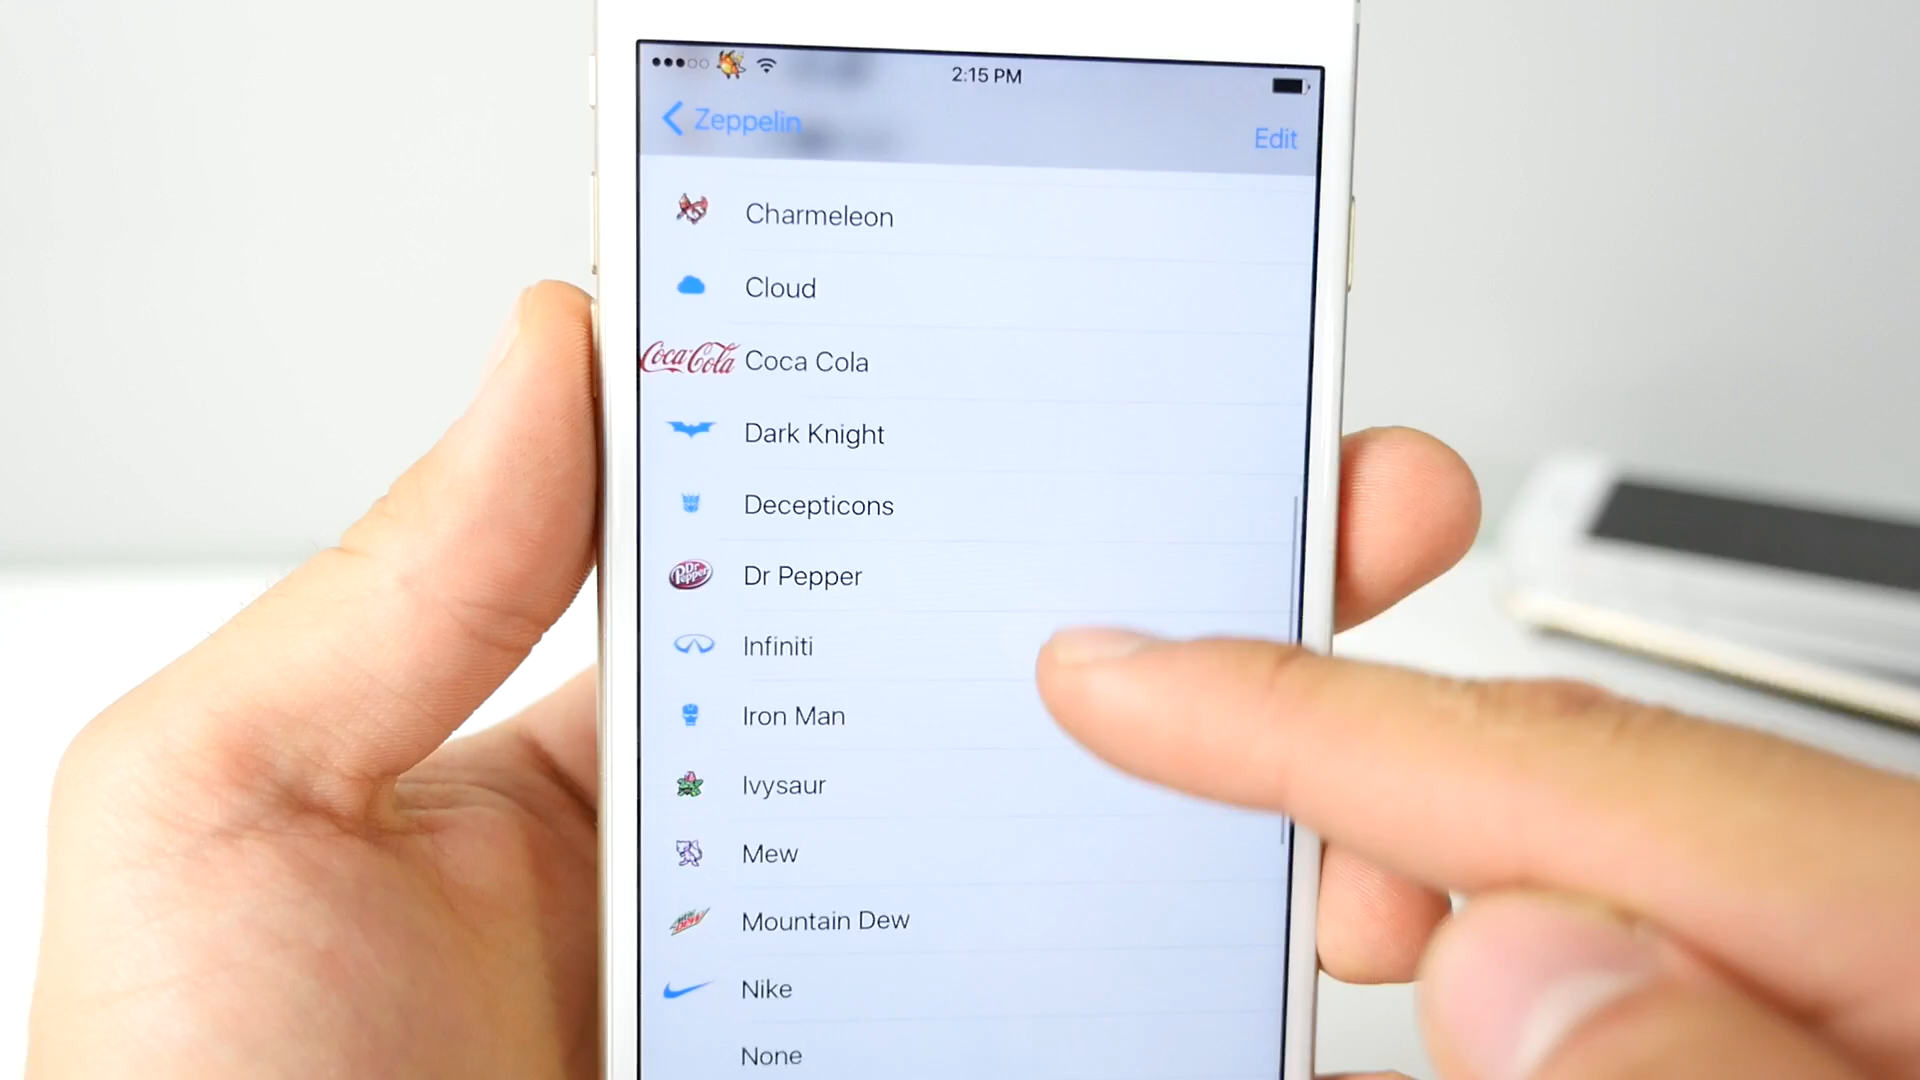 2:15 PM
Zeppelin
Edit
Charmeleon
Cloud
Coca-Cola Coca Cola
Dark Knight
Decepticons
Dr Pepper Dr Pepper
Infiniti
Iron Man
Ivysaur
Mew
Mountain Dew
Nike
None